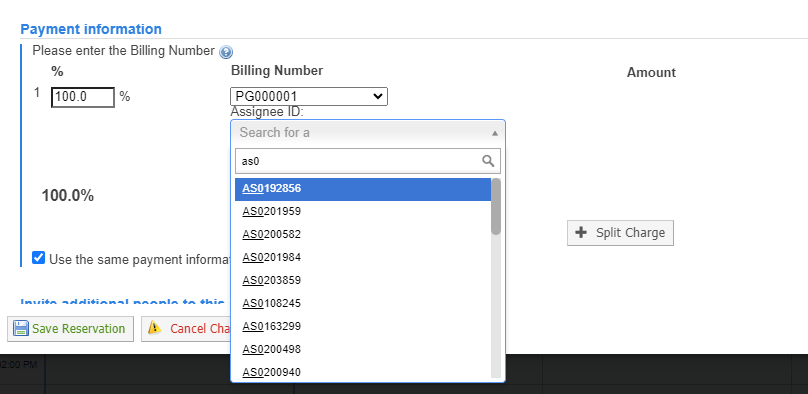 Payment information
Please enter the Billing Number ?
% Billing Number Amount
1 100.0 % PG000001
Assignee ID:
Search for a
as0
AS0192856
AS0201959
100.0%
AS0200582
+ Split Charge
AS0201984
Use the same payment informa
AS0203859
AS0108245
Invite additional people to this
AS0163299
Save Reservation Cancel Cha
AS0200498
02:00 PM
AS0200940